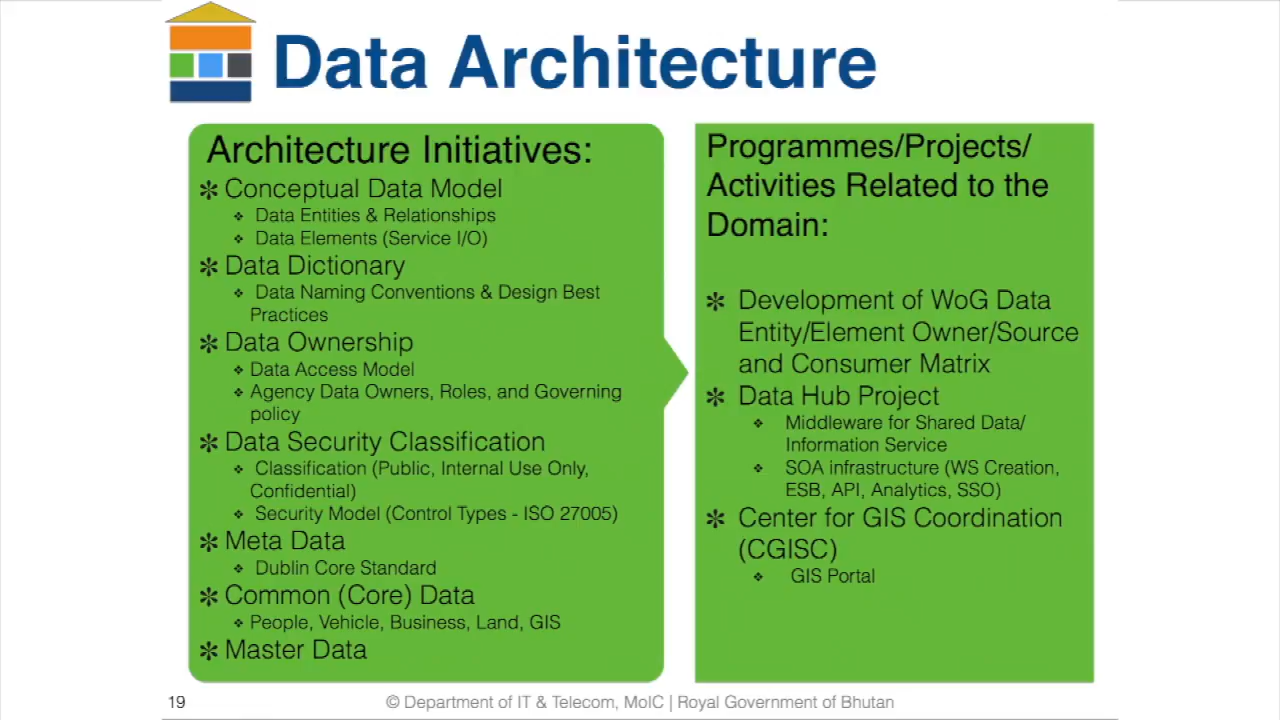 Data Architecture
Architecture Initiatives:
✻ Conceptual Data Model
❖ Data Entities & Relationships
❖ Data Elements (Service I/O)
✻ Data Dictionary
❖ Data Naming Conventions & Design Best
Practices
✻ Data Ownership
❖ Data Access Model
❖ Agency Data Owners, Roles, and Governing
policy
✻ Data Security Classification
❖ Classification (Public, Internal Use Only,
Confidential)
❖ Security Model (Control Types - ISO 27005)
✻ Meta Data
❖ Dublin Core Standard
✻ Common (Core) Data
❖ People, Vehicle, Business, Land, GIS
✻ Master Data
Programmes/Projects/
Activities Related to the
Domain:
✻ Development of WoG Data
Entity/Element Owner/Source
and Consumer Matrix
✻ Data Hub Project
❖ Middleware for Shared Data/
Information Service
❖ SOA infrastructure (WS Creation,
ESB, API, Analytics, SSO)
✻ Center for GIS Coordination
(CGISC)
❖ GIS Portal
19
© Department of IT & Telecom, MoIC | Royal Government of Bhutan